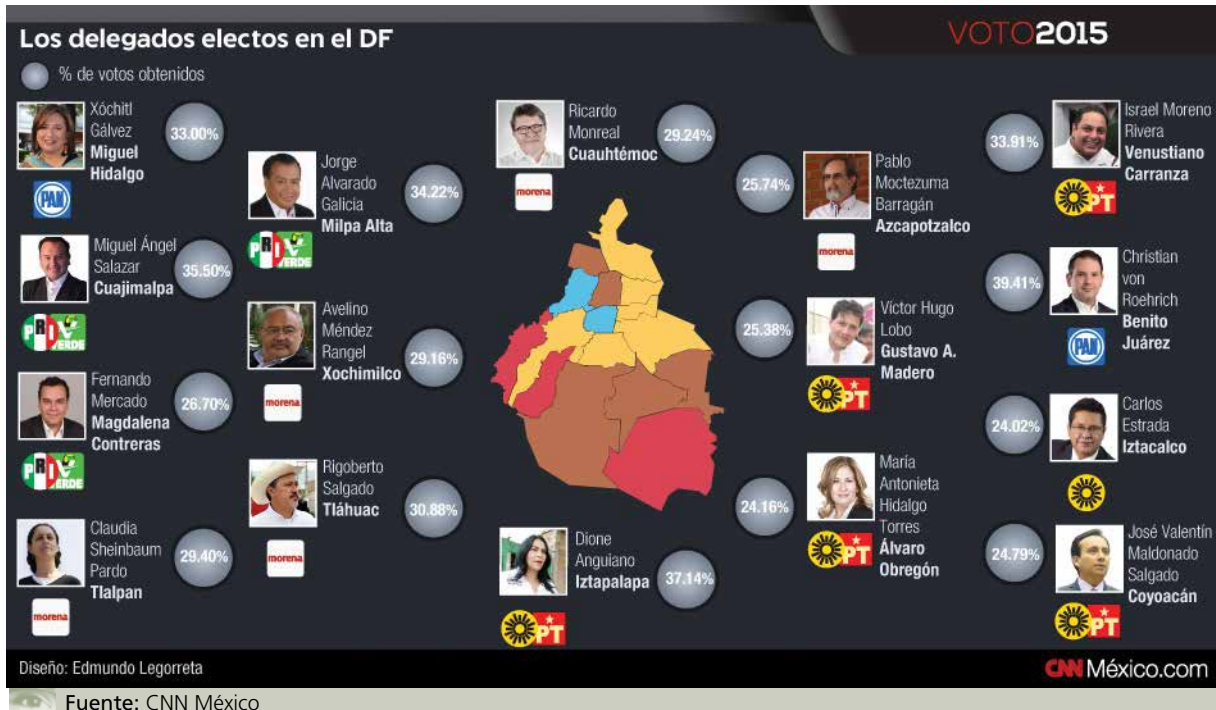 Los delegados electos en el DF
VOTO2015
% de votos obtenidos
Xóchitl
Gálvez
Miguel
Hidalgo
33.00%
PAN
Miguel Ángel
Salazar
Cuajimalpa
35.50%
PRI VERDE
Fernando
Mercado
Magdalena
Contreras
26.70%
PRI VERDE
Claudia
Sheinbaum
Pardo
Tlalpan
29.40%
morena
Jorge
Alvarado
Galicia
Milpa Alta
34.22%
PRI VERDE
Avelino
Méndez
Rangel
Xochimilco
29.16%
morena
Rigoberto
Salgado
Tláhuac
30.88%
morena
Ricardo
Monreal
Cuauhtémoc
29.24%
morena
Dione
Anguiano
Iztapalapa
37.14%
PT
25.74%
Pablo
Moctezuma
Barragán
Azcapotzalco
morena
25.38%
Víctor Hugo
Lobo
Gustavo A.
Madero
PT
24.16%
María
Antonieta
Hidalgo
Torres
Álvaro
Obregón
PT
33.91%
Israel Moreno
Rivera
Venustiano
Carranza
PT
39.41%
Christian
von
Roehrich
Benito
Juárez
PAN
24.02%
Carlos
Estrada
Iztacalco
24.79%
José Valentín
Maldonado
Salgado
Coyoacán
PT
Diseño: Edmundo Legorreta
CNN México.com
Fuente: CNN México